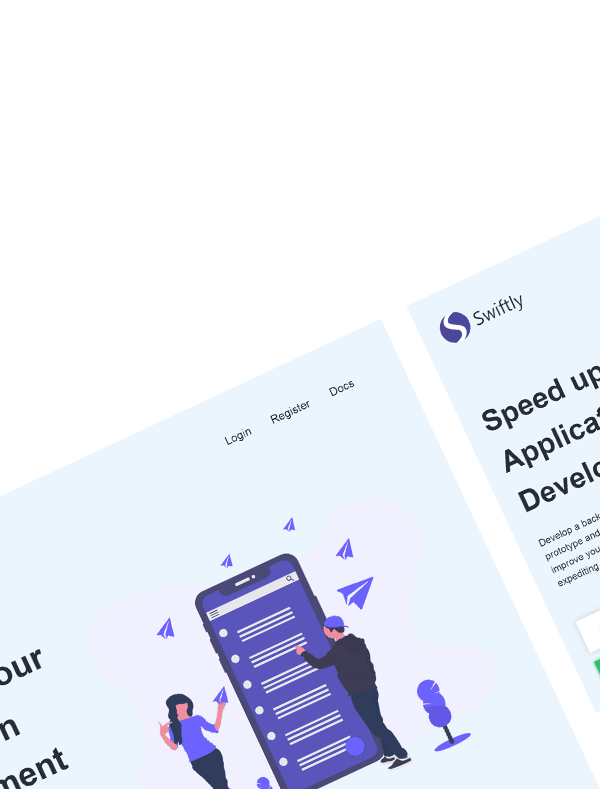 Login Register Docs
our
n
ment
Swiftly
Speed up
Applicat
Develo
Develop a back
prototype and
improve you
expediting